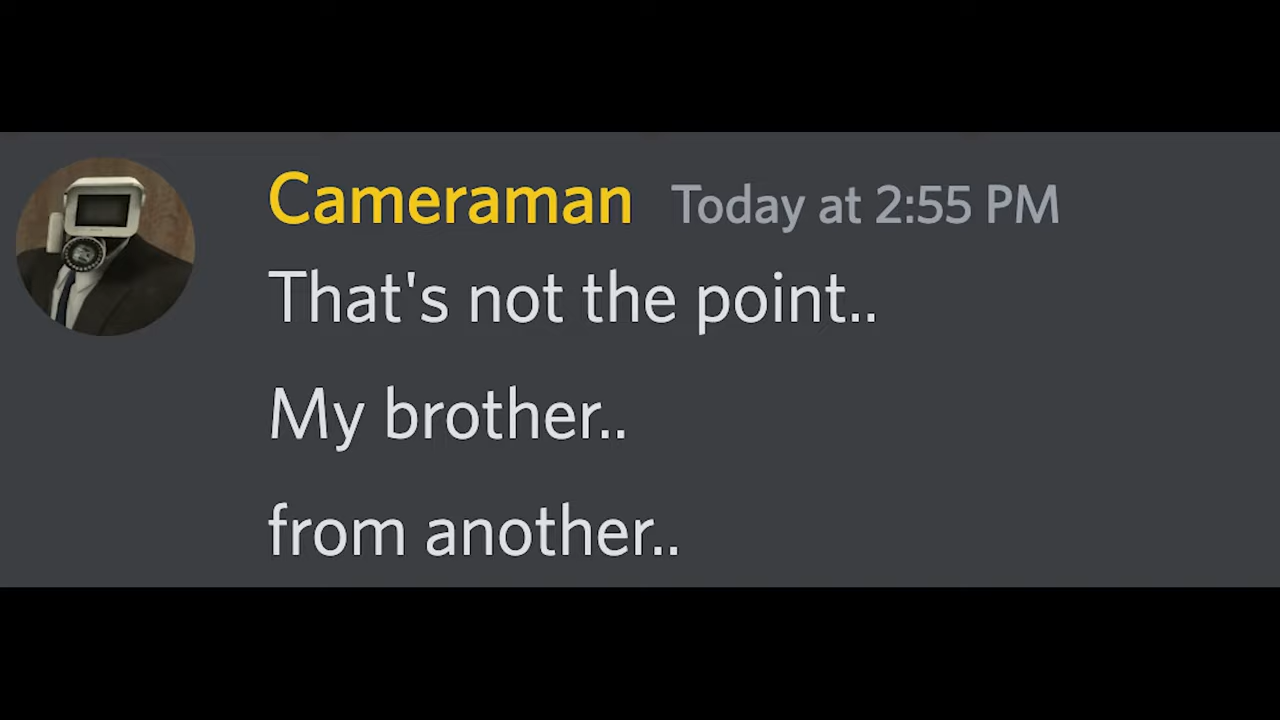 Cameraman Today at 2:55 PM
That's not the point..
My brother..
from another..